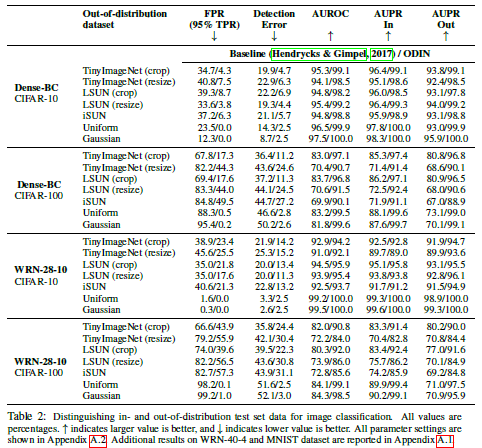 Out-of-distribution dataset FPR (95% TPR) ↓ Detection Error ↓ AUROC ↑ AUPR In ↑ AUPR Out ↑
Baseline (Hendrycks & Gimpel, 2017) / ODIN
Dense-BC CIFAR-10
TinyImageNet (crop) 34.7/4.3 19.9/4.7 95.3/99.1 96.4/99.1 93.8/99.1
TinyImageNet (resize) 40.8/7.5 22.9/6.3 94.1/98.5 95.1/98.6 92.4/98.5
LSUN (crop) 39.3/8.7 22.2/6.9 94.8/98.2 96.0/98.5 93.1/97.8
LSUN (resize) 33.6/3.8 19.3/4.4 95.4/99.2 96.4/99.3 94.0/99.2
iSUN 37.2/6.3 21.1/5.7 94.8/98.8 95.9/98.9 93.1/98.8
Uniform 23.5/0.0 14.3/2.5 96.5/99.9 97.8/100.0 93.0/99.9
Gaussian 12.3/0.0 8.7/2.5 97.5/100.0 98.3/100.0 95.9/100.0
Dense-BC CIFAR-100
TinyImageNet (crop) 67.8/17.3 36.4/11.2 83.0/97.1 85.3/97.4 80.8/96.8
TinyImageNet (resize) 82.2/44.3 43.6/24.6 70.4/90.7 71.4/91.4 68.6/90.1
LSUN (crop) 69.4/17.6 37.2/11.3 83.7/96.8 86.2/97.1 80.9/96.5
LSUN (resize) 83.3/44.0 44.1/24.5 70.6/91.5 72.5/92.4 68.0/90.6
iSUN 84.8/49.5 44.7/27.2 69.9/90.1 71.9/91.1 67.0/88.9
Uniform 88.3/0.5 46.6/2.8 83.2/99.5 88.1/99.6 73.1/99.0
Gaussian 95.4/0.2 50.2/2.6 81.8/99.6 87.6/99.7 70.1/99.1
WRN-28-10 CIFAR-10
TinyImageNet (crop) 38.9/23.4 21.9/14.2 92.9/94.2 92.5/92.8 91.9/94.7
TinyImageNet (resize) 45.6/25.5 25.3/15.2 91.0/92.1 89.7/89.0 89.9/93.6
LSUN (crop) 35.0/21.8 20.0/13.4 94.5/95.9 95.1/95.8 93.1/95.5
LSUN (resize) 35.0/17.6 20.0/11.3 93.9/95.4 93.8/93.8 92.8/96.1
iSUN 40.6/21.3 22.8/13.2 92.5/93.7 91.7/91.2 91.5/94.9
Uniform 1.6/0.0 3.3/2.5 99.2/100.0 99.3/100.0 98.9/100.0
Gaussian 0.3/0.0 2.6/2.5 99.5/100.0 99.6/100.0 99.3/100.0
WRN-28-10 CIFAR-100
TinyImageNet (crop) 66.6/43.9 35.8/24.4 82.0/90.8 83.3/91.4 80.2/90.0
TinyImageNet (resize) 79.2/55.9 42.1/30.4 72.2/84.0 70.4/82.8 70.8/84.4
LSUN (crop) 74.0/39.6 39.5/22.3 80.3/92.0 83.4/92.4 77.0/91.6
LSUN (resize) 82.2/56.5 43.6/30.8 73.9/86.0 75.7/86.2 70.1/84.9
iSUN 82.7/57.3 43.9/31.1 72.8/85.6 74.2/85.9 69.2/84.8
Uniform 98.2/0.1 51.6/2.5 84.1/99.1 89.9/99.4 71.0/97.5
Gaussian 99.2/1.0 52.1/3.0 84.3/98.5 90.2/99.1 70.9/95.9
Table 2: Distinguishing in- and out-of-distribution test set data for image classification. All values are
percentages. ↑ indicates larger value is better, and ↓ indicates lower value is better. All parameter settings are
shown in Appendix A.2. Additional results on WRN-40-4 and MNIST dataset are reported in Appendix A.1.